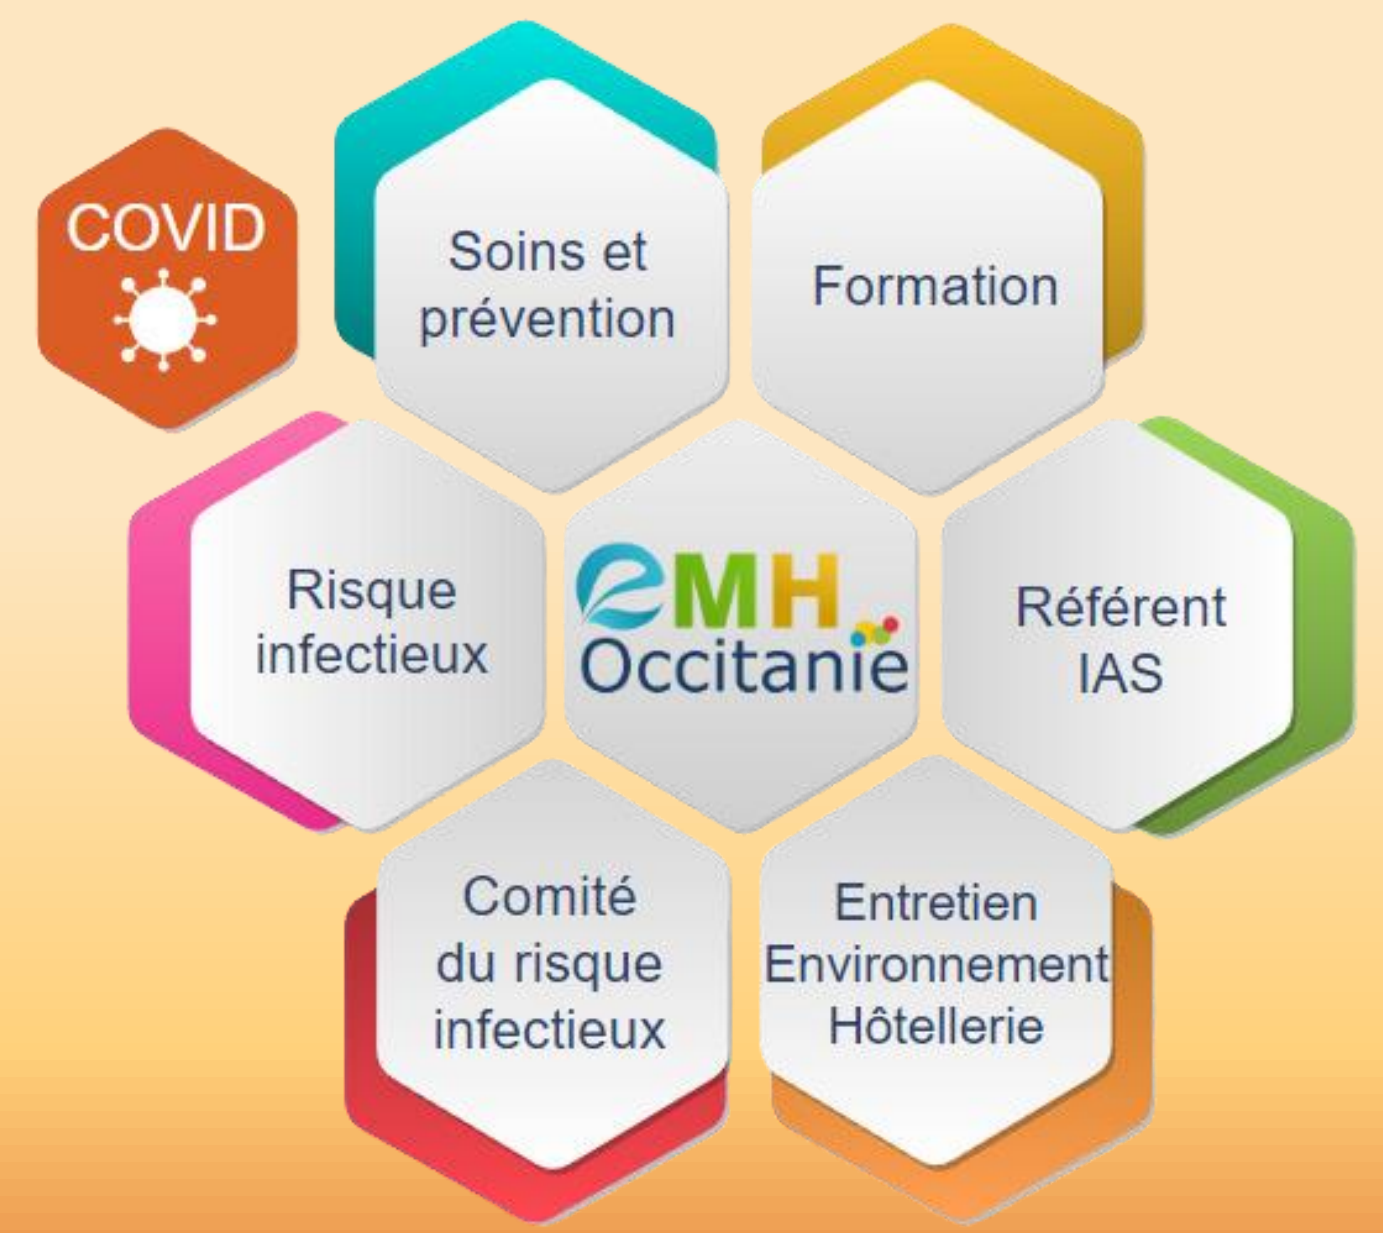 COVID
Soins et
prévention
Formation
Risque
infectieux
eMH
Occitanie
Référent
IAS
Comité
du risque
infectieux
Entretien
Environnement
Hôtellerie